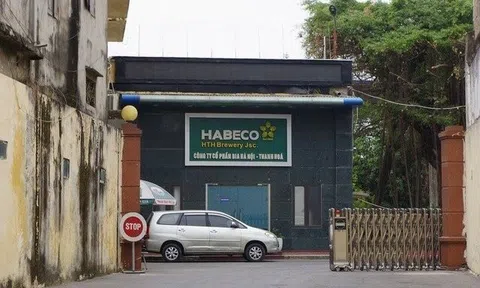 HABECO
HTH Brewery Jsc
CÔNG TY CỔ PHẦN BIA HÀ NỘI - THANH HOÁ
STOP